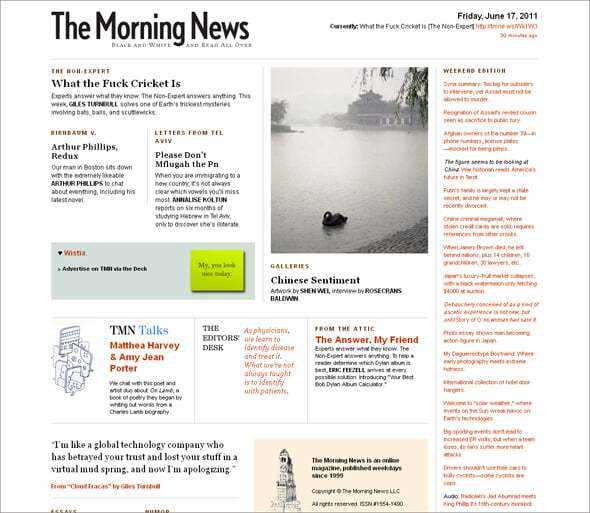 The Morning News
BLACK AND WHITE AND READ ALL OVER
Friday, June 17, 2011
Currently: What the Fuck Cricket Is [The Non-Expert]
30 minutes ago
THE NON-EXPERT
What the Fuck Cricket Is
Experts answer what they know. The Non-Expert answers anything. This
week, GILES TURNBULL solves one of Earth's trickiest mysteries
involving bats, balls, and scuttlewicks.
BIRNBAUM V.
Arthur Phillips,
Redux
Our man in Boston sits down
with the extremely likeable
ARTHUR PHILLIPS to chat
about everything, including his
latest novel.
LETTERS FROM TEL
AVIV
Please Don't
Mflugah the Pn
When you are immigrating to a
new country, it's not always
clear which vowels you'll miss
most. ANNALISE KOLTUN
reports on six months of
studying Hebrew in Tel Aviv,
only to discover she's illiterate.
♥ Wistia.
› Advertise on TMN via the Deck
My, you look
nice today.
GALLERIES
Chinese Sentiment
Artwork by SHEN WEI, interview by ROSECRANS
BALDWIN
WEEKEND EDITION
Syria summary: Too big for outsiders
to intervene, yet Assad must not be
allowed to murder.
Resignation of Assad's reviled cousin
seen as sacrifice to public fury.
Afghan owners of the number 39—in
phone numbers, license plates
—mocked for being pimps.
The figure seems to be looking at
China. War historian reads America's
future in Tarot.
Putin's family is largely kept a state
secret, and he may or may not be
recently divorced.
Online criminal megamall, where
stolen credit cards are sold, requires
references from other crooks.
When James Brown died, he left
behind millions, plus 14 children, 16
grandchildren, 30 lawyers, etc.
Japan's luxury-fruit market collapses,
with a black watermelon only fetching
$4000 at auction.
Debauchery conceived of as a kind of
ascetic experience is not new, but
until Story of O no woman had said it.
Photo essay shows man becoming
action figure in Japan.
My Daguerreotype Boyfriend: Where
early photography meets extreme
hotness.
International collection of hotel door
hangers.
Welcome to "solar weather," where
events on the Sun wreak havoc on
Earth's technologies.
Big sporting events don't lead to
increased ER visits, but when a team
loses, its fans suffer more heart
attacks.
Drivers shouldn't use their cars to
bully cyclists—some cyclists are
cops.
Audio: Radiolab's Jad Abumrad meets
King Phillip II's 16th-century monkbot.
TMN Talks
Matthea Harvey
& Amy Jean
Porter
We chat with this poet and
artist duo about Of Lamb, a
book of poetry they began by
whiting out words from a
Charles Lamb biography.
THE
EDITORS'
DESK
As physicians,
we learn to
identify disease
and treat it.
What we're not
always taught
is to identify
with patients.
FROM THE ATTIC
The Answer, My Friend
Experts answer what they know. The
Non-Expert answers anything. To help a
reader determine which Dylan album is
best, ERIC FEEZELL arrives at every
possible solution. Introducing "Your Best
Bob Dylan Album Calculator."
"I'm like a global technology company who
has betrayed your trust and lost your stuff in a
virtual mud spring, and now I'm apologizing."
From "Cloud Fracas" by Giles Turnbull
The Morning News is an online
magazine, published weekdays
since 1999
Copyright © The Morning News LLC
All rights reserved. ISSN #1554-1490
ESSAYS
HUMOR